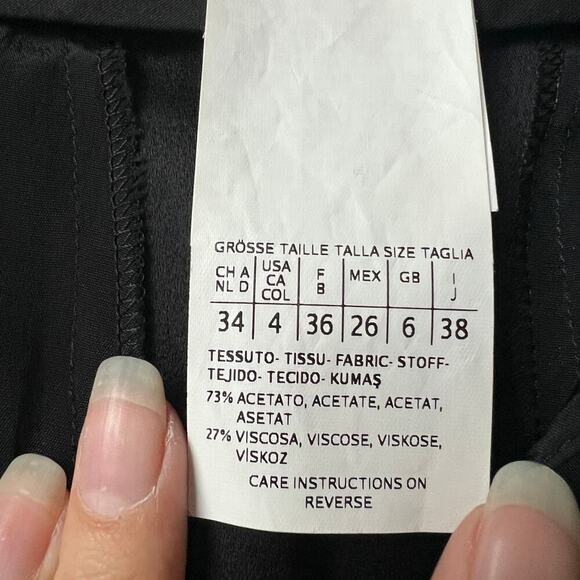 GRÖSSE TAILLE TALLA SIZE TAGLIA
CH A NL D USA CA COL F B MEX GB I J
34 4 36 26 6 38
TESSUTO- TISSU- FABRIC- STOFF-
TEJIDO- TECIDO- KUMAŞ
73% ACETATO, ACETATE, ACETAT,
ASETAT
27% VISCOSA, VISCOSE, VISKOSE,
VİSKOZ
CARE INSTRUCTIONS ON
REVERSE